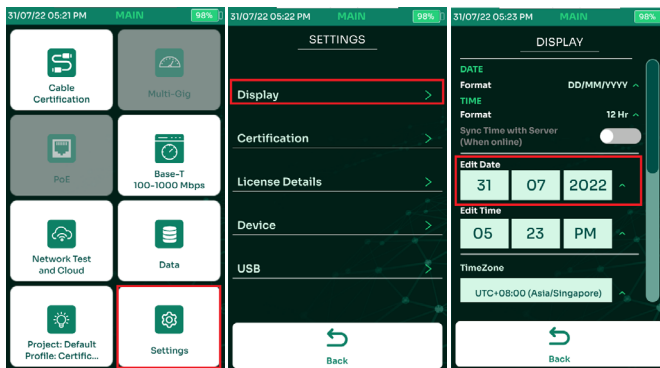 31/07/22 05:21 PM MAIN 98%
Cable
Certification
Multi-Gig
PoE
Base-T
100-1000 Mbps
Network Test
and Cloud
Data
Project: Default
Profile: Certific...
Settings
31/07/22 05:22 PM MAIN 98%
SETTINGS
Display
Certification
License Details
Device
USB
Back
31/07/22 05:23 PM MAIN 98%
DISPLAY
DATE
Format DD/MM/YYYY
TIME
Format 12 Hr
Sync Time with Server
(When online)
Edit Date
31 07 2022
Edit Time
05 23 PM
TimeZone
UTC+08:00 (Asia/Singapore)
Back